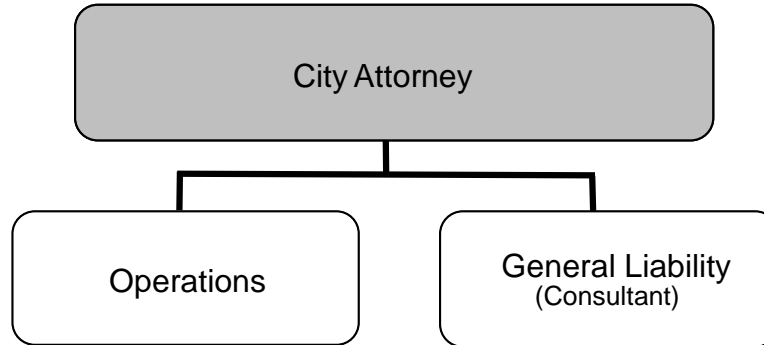 City Attorney
Operations
General Liability
(Consultant)